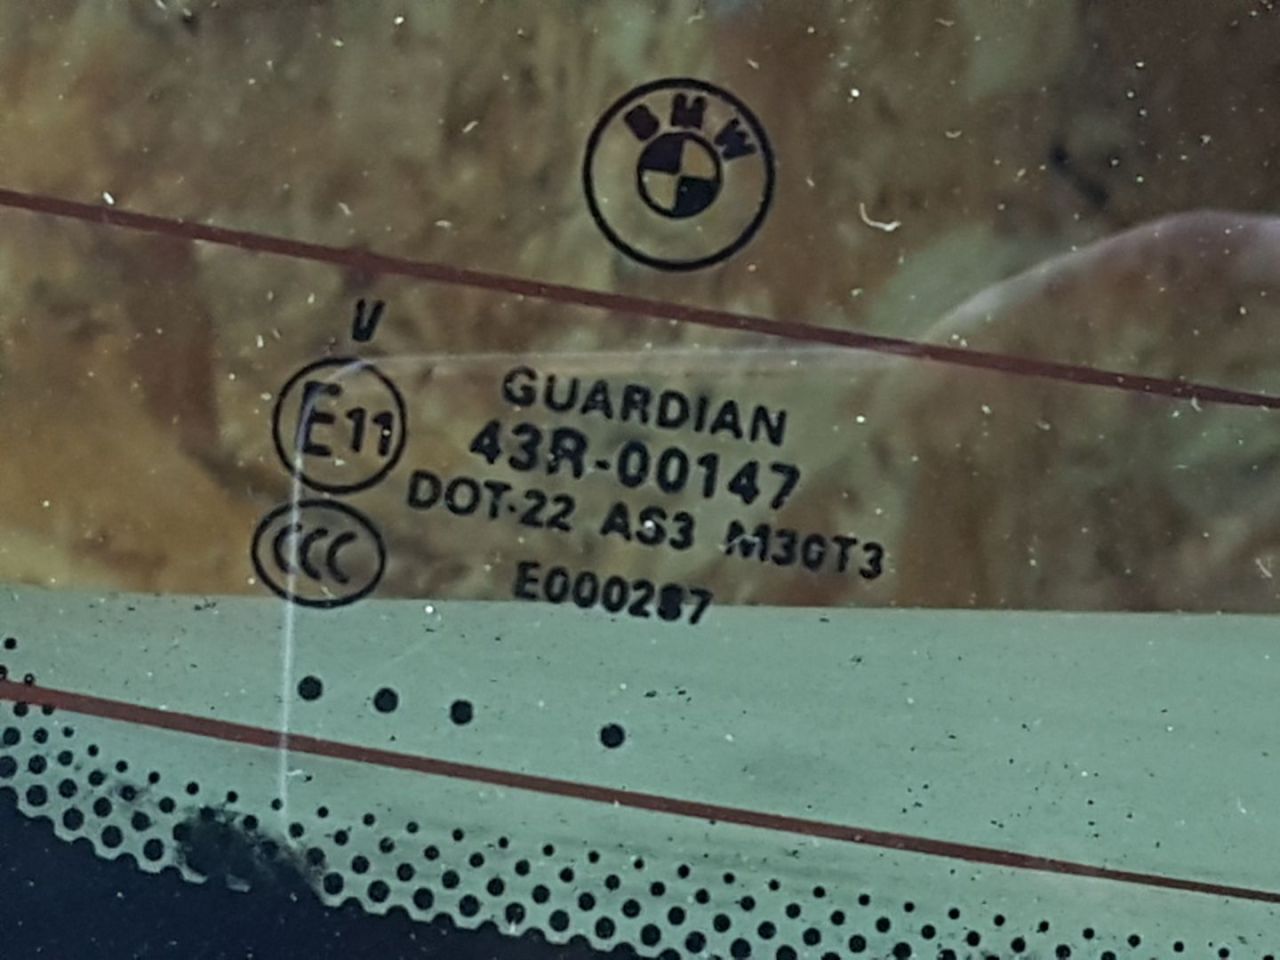 BMW
V
E11
GUARDIAN
43R-00147
DOT-22 AS3 M30T3
CCC
E000287